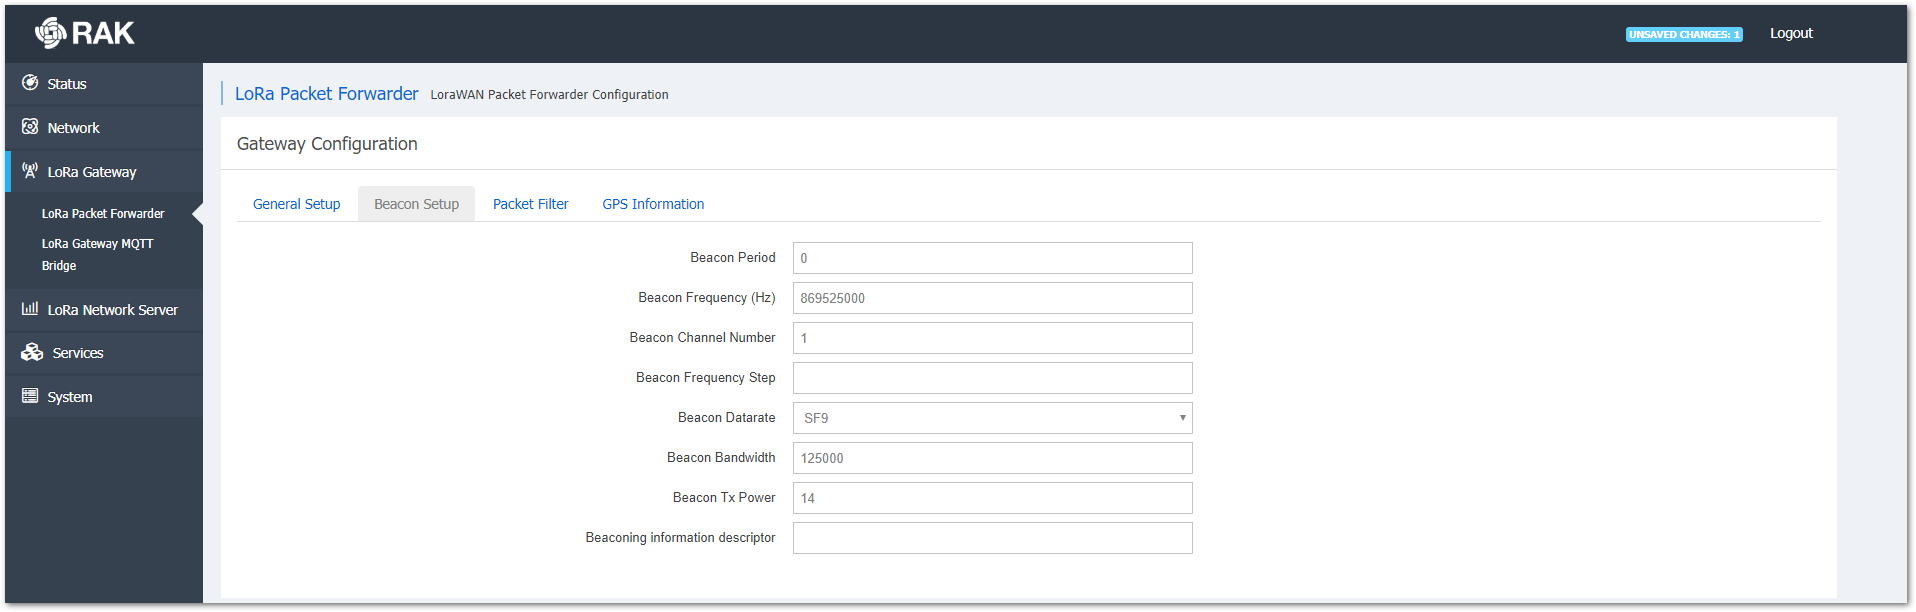 RAK
UNSAVED CHANGES: 1
Logout
Status
Network
LoRa Gateway
LoRa Packet Forwarder
LoRa Gateway MQTT
Bridge
LoRa Network Server
Services
System
LoRa Packet Forwarder LoraWAN Packet Forwarder Configuration
Gateway Configuration
General Setup Beacon Setup Packet Filter GPS Information
Beacon Period 0
Beacon Frequency (Hz) 869525000
Beacon Channel Number 1
Beacon Frequency Step
Beacon Datarate SF9
Beacon Bandwidth 125000
Beacon Tx Power 14
Beaconing information descriptor